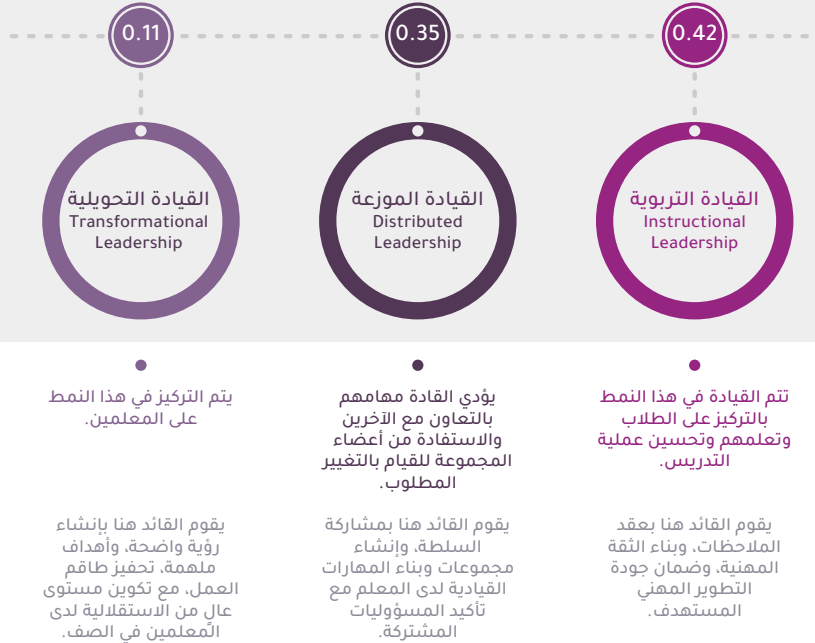 0.42
القيادة التربوية
Instructional
Leadership
تتم القيادة في هذا النمط
بالتركيز على الطلاب
وتعلمهم وتحسين عملية
التدريس.
يقوم القائد هنا بعقد
الملاحظات، وبناء الثقة
المهنية، وضمان جودة
التطوير المهني
المستهدف.
0.35
القيادة الموزعة
Distributed
Leadership
يؤدي القادة مهامهم
بالتعاون مع الآخرين
والاستفادة من أعضاء
المجموعة للقيام بالتغيير
المطلوب.
يقوم القائد هنا بمشاركة
السلطة، وإنشاء
مجموعات وبناء المهارات
القيادية لدى المعلم مع
تأكيد المسؤوليات
المشتركة.
0.11
القيادة التحويلية
Transformational
Leadership
يتم التركيز في هذا النمط
على المعلمين.
يقوم القائد هنا بإنشاء
رؤية واضحة، وأهداف
ملهمة، تحفيز طاقم
العمل، مع تكوين مستوى
عالٍ من الاستقلالية لدى
المعلمين في الصف.